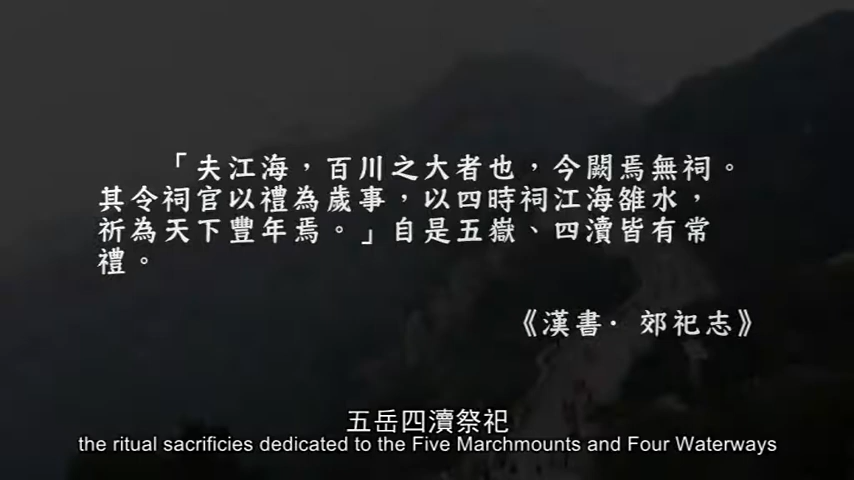 「夫江海，百川之大者也，今闕焉無祠。
其令祠官以禮為歲事，以四時祠江海雒水，
祈為天下豐年焉。」自是五嶽、四瀆皆有常
禮。
《漢書·郊祀志》
五岳四瀆祭祀
the ritual sacrificies dedicated to the Five Marchmounts and Four Waterways